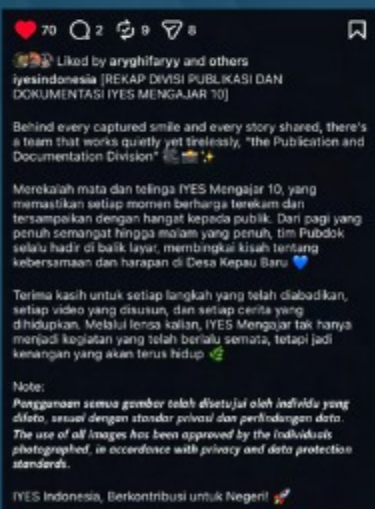 70 2 9 8
Liked by aryghifaryy and others
iyesindonesia [REKAP DIVISI PUBLIKASI DAN
DOKUMENTASI IYES MENGAJAR 10]
Behind every captured smile and every story shared, there's
a team that works quietly yet tirelessly, "the Publication and
Documentation Division" 📸✨
Merekalah mata dan telinga IYES Mengajar 10, yang
memastikan setiap momen berharga terekam dan
tersampaikan dengan hangat kepada publik. Dari pagi yang
penuh semangat hingga malam yang penuh, tim Pubdok
selalu hadir di balik layar, membingkai kisah tentang
kebersamaan dan harapan di Desa Kepau Baru 💙
Terima kasih untuk setiap langkah yang telah diabadikan,
setiap video yang disusun, dan setiap cerita yang
dihidupkan. Melalui lensa kalian, IYES Mengajar tak hanya
menjadi kegiatan yang telah berlalu semata, tetapi jadi
kenangan yang akan terus hidup 🌿
Note:
Penggunaan semua gambar telah disetujui oleh individu yang
difoto, sesuai dengan standar privasi dan perlindungan data.
The use of all images has been approved by the individuals
photographed, in accordance with privacy and data protection
standards.
IYES Indonesia, Berkontribusi untuk Negeri! 🚀